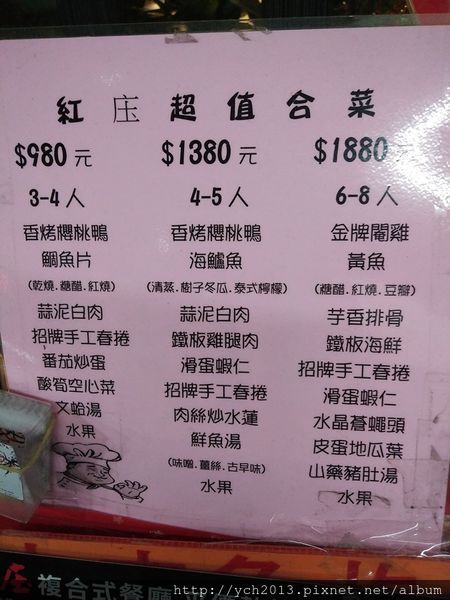 紅庄超值合菜
$980元
3-4人
香烤櫻桃鴨
鯛魚片
(乾燒.糖醋.紅燒)
蒜泥白肉
招牌手工春捲
番茄炒蛋
酸筍空心菜
文蛤湯
水果
$1380元
4-5人
香烤櫻桃鴨
海鱸魚
(清蒸.樹子冬瓜.泰式檸檬)
蒜泥白肉
鐵板雞腿肉
滑蛋蝦仁
招牌手工春捲
肉絲炒水蓮
鮮魚湯
(味噌.薑絲.古早味)
水果
$1880元
6-8人
金牌閹雞
黃魚
(糖醋.紅燒.豆瓣)
芋香排骨
鐵板海鮮
招牌手工春捲
滑蛋蝦仁
水晶蒼蠅頭
皮蛋地瓜葉
山藥豬肚湯
水果
庄複合式餐廳
http://ych2013.pixnet.net/album